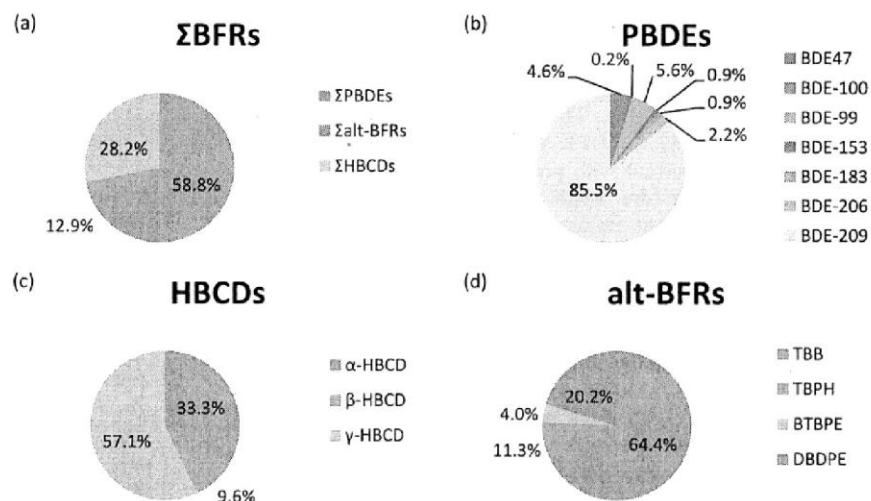 (a)
ΣBFRs
28.2%
58.8%
12.9%
ΣPBDEs
Σalt-BFRs
ΣHBCDs
(b)
PBDEs
4.6%
0.2%
5.6%
0.9%
0.9%
2.2%
85.5%
BDE47
BDE-100
BDE-99
BDE-153
BDE-183
BDE-206
BDE-209
(c)
HBCDs
33.3%
57.1%
9.6%
α-HBCD
β-HBCD
γ-HBCD
(d)
alt-BFRs
20.2%
4.0%
64.4%
11.3%
TBB
TBPH
BTBPE
DBDPE